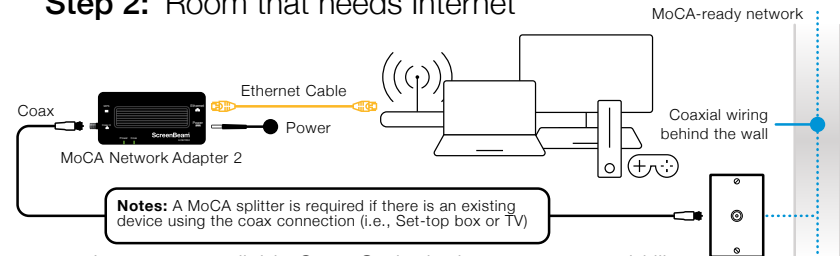 Step 2: Room that needs Internet
MoCA-ready network
Ethernet Cable
Coax
Power
ScreenBeam
MoCA Network Adapter 2
Coaxial wiring
behind the wall
Notes: A MoCA splitter is required if there is an existing
device using the coax connection (i.e., Set-top box or TV)